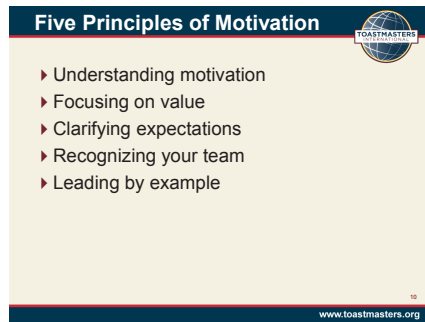 Five Principles of Motivation
TOASTMASTERS
INTERNATIONAL
Understanding motivation
Focusing on value
Clarifying expectations
Recognizing your team
Leading by example
10
www.toastmasters.org